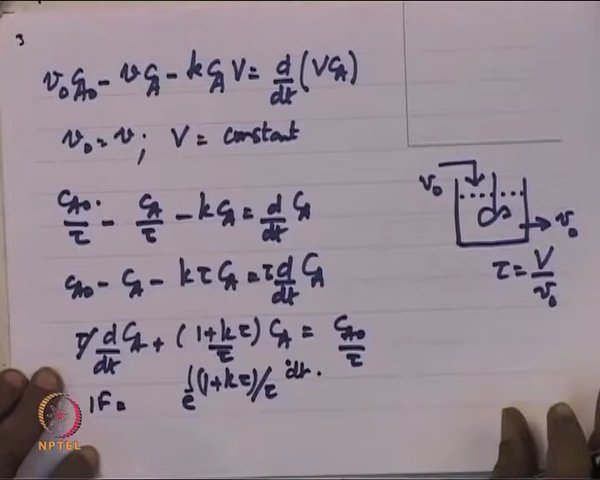 3
v₀C_A0 - vC_A - kC_A V = d/dt (VC_A)
v₀ = v ; V = constant
C_A0/τ - C_A/τ - kC_A = d/dt C_A
C_A0 - C_A - kτC_A = τ d/dt C_A
τ d/dt C_A + (1+kτ)/τ C_A = C_A0/τ
IF = e^∫(1+kτ)/τ dt .
v₀
v₀
τ = V/v₀
NPTEL